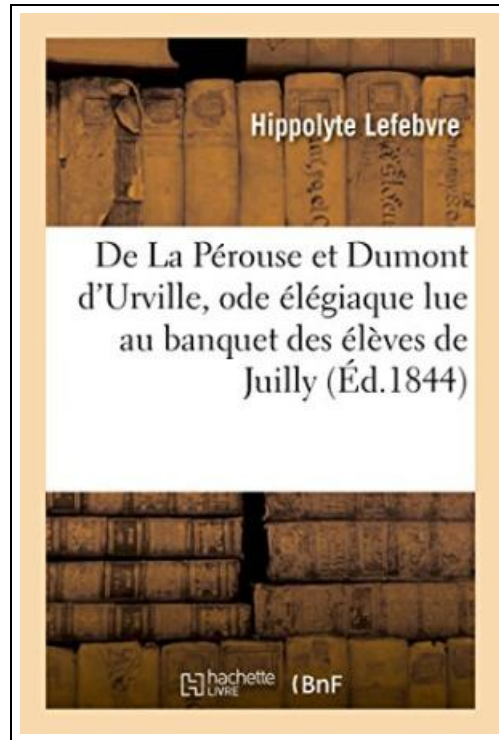 Hippolyte Lefebvre
De La Pérouse et Dumont
d'Urville, ode élégiaque lue
au banquet des élèves de
Juilly (Éd.1844)
hachette
LIVRE
(BnF